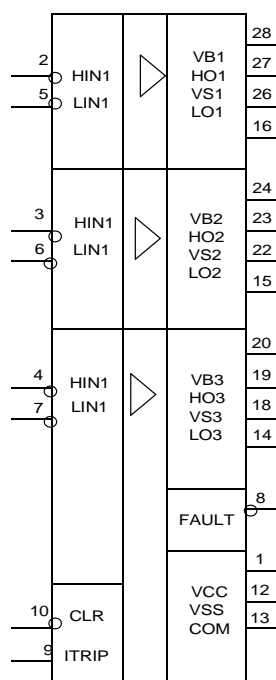 28
2 HIN1 VB1 27
HO1
5 LIN1 VS1 26
LO1
16
24
3 HIN1 VB2 23
HO2
6 LIN1 VS2 22
LO2
15
20
4 HIN1 VB3 19
HO3
7 LIN1 VS3 18
LO3 14
8
FAULT
1
VCC 12
10 CLR VSS
COM 13
9 ITRIP